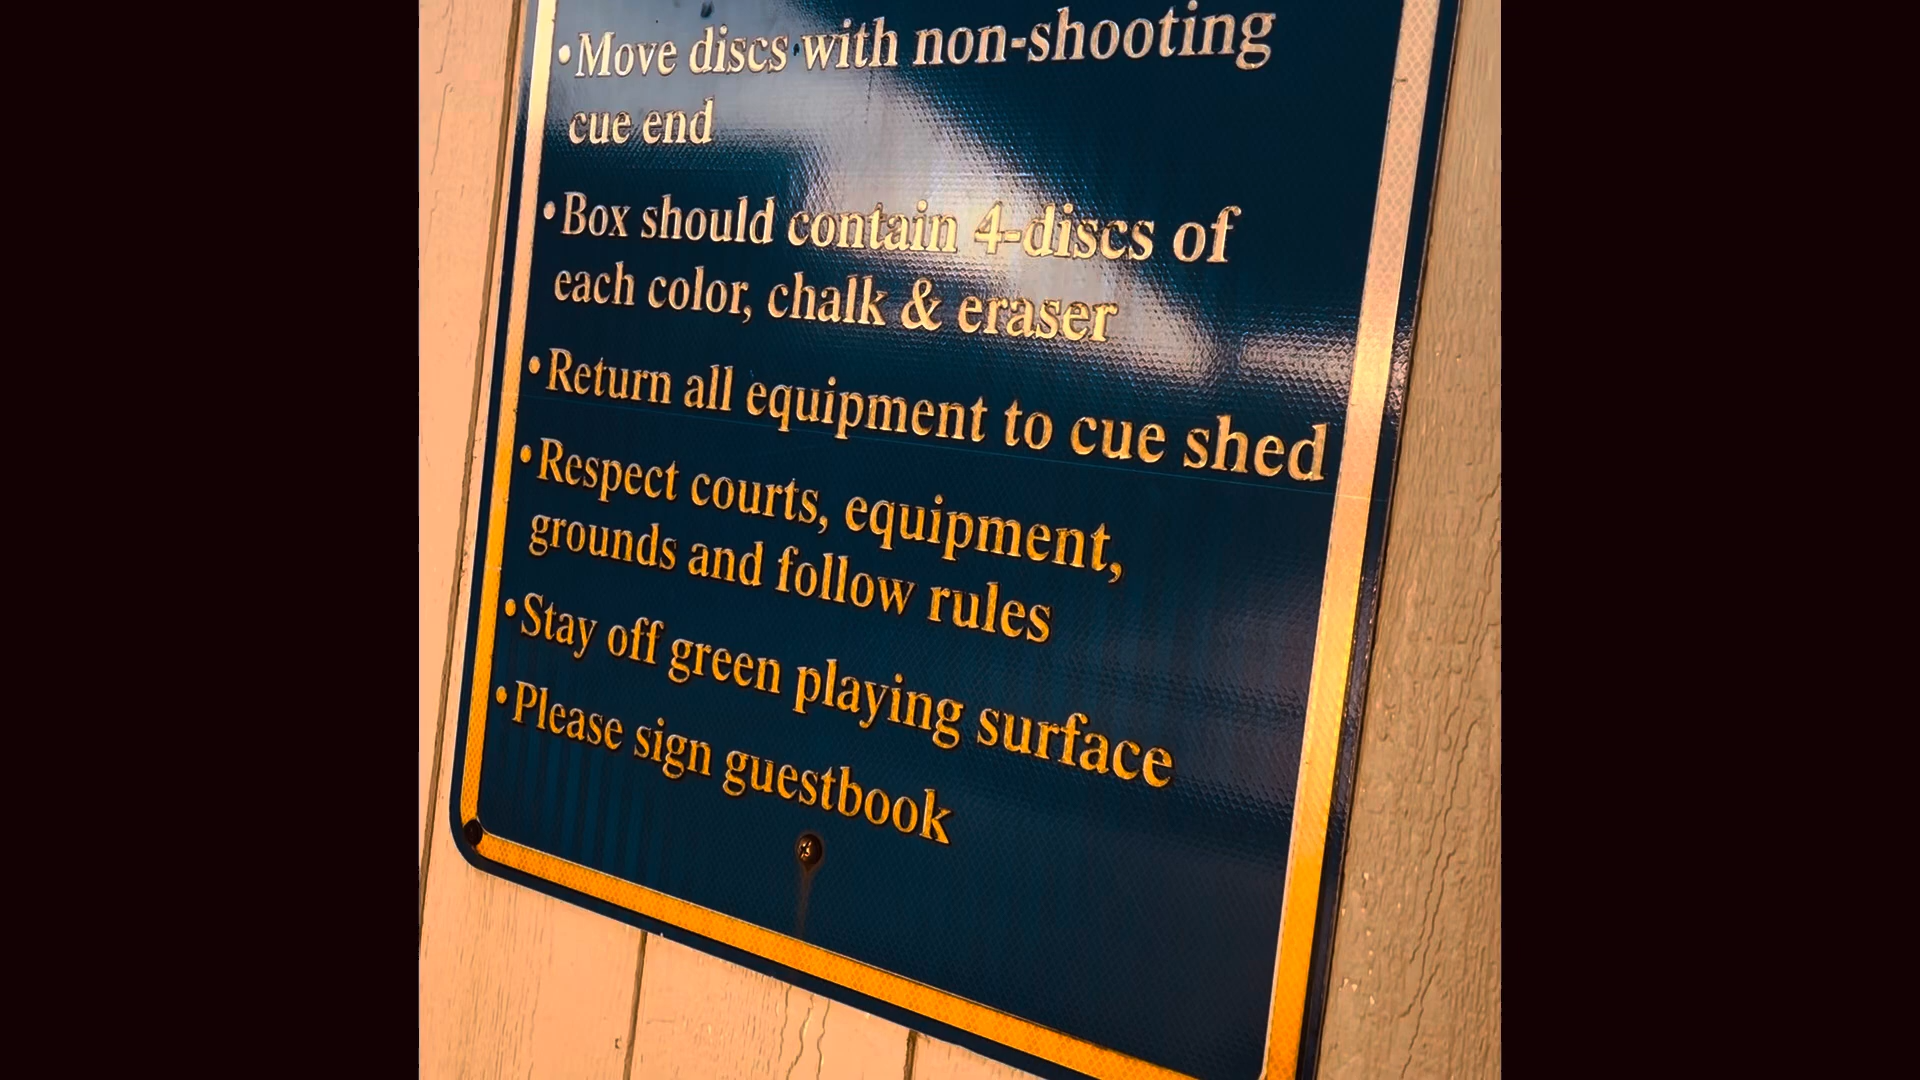 •Move discs with non-shooting
cue end
•Box should contain 4-discs of
each color, chalk & eraser
•Return all equipment to cue shed
•Respect courts, equipment,
grounds and follow rules
•Stay off green playing surface
•Please sign guestbook